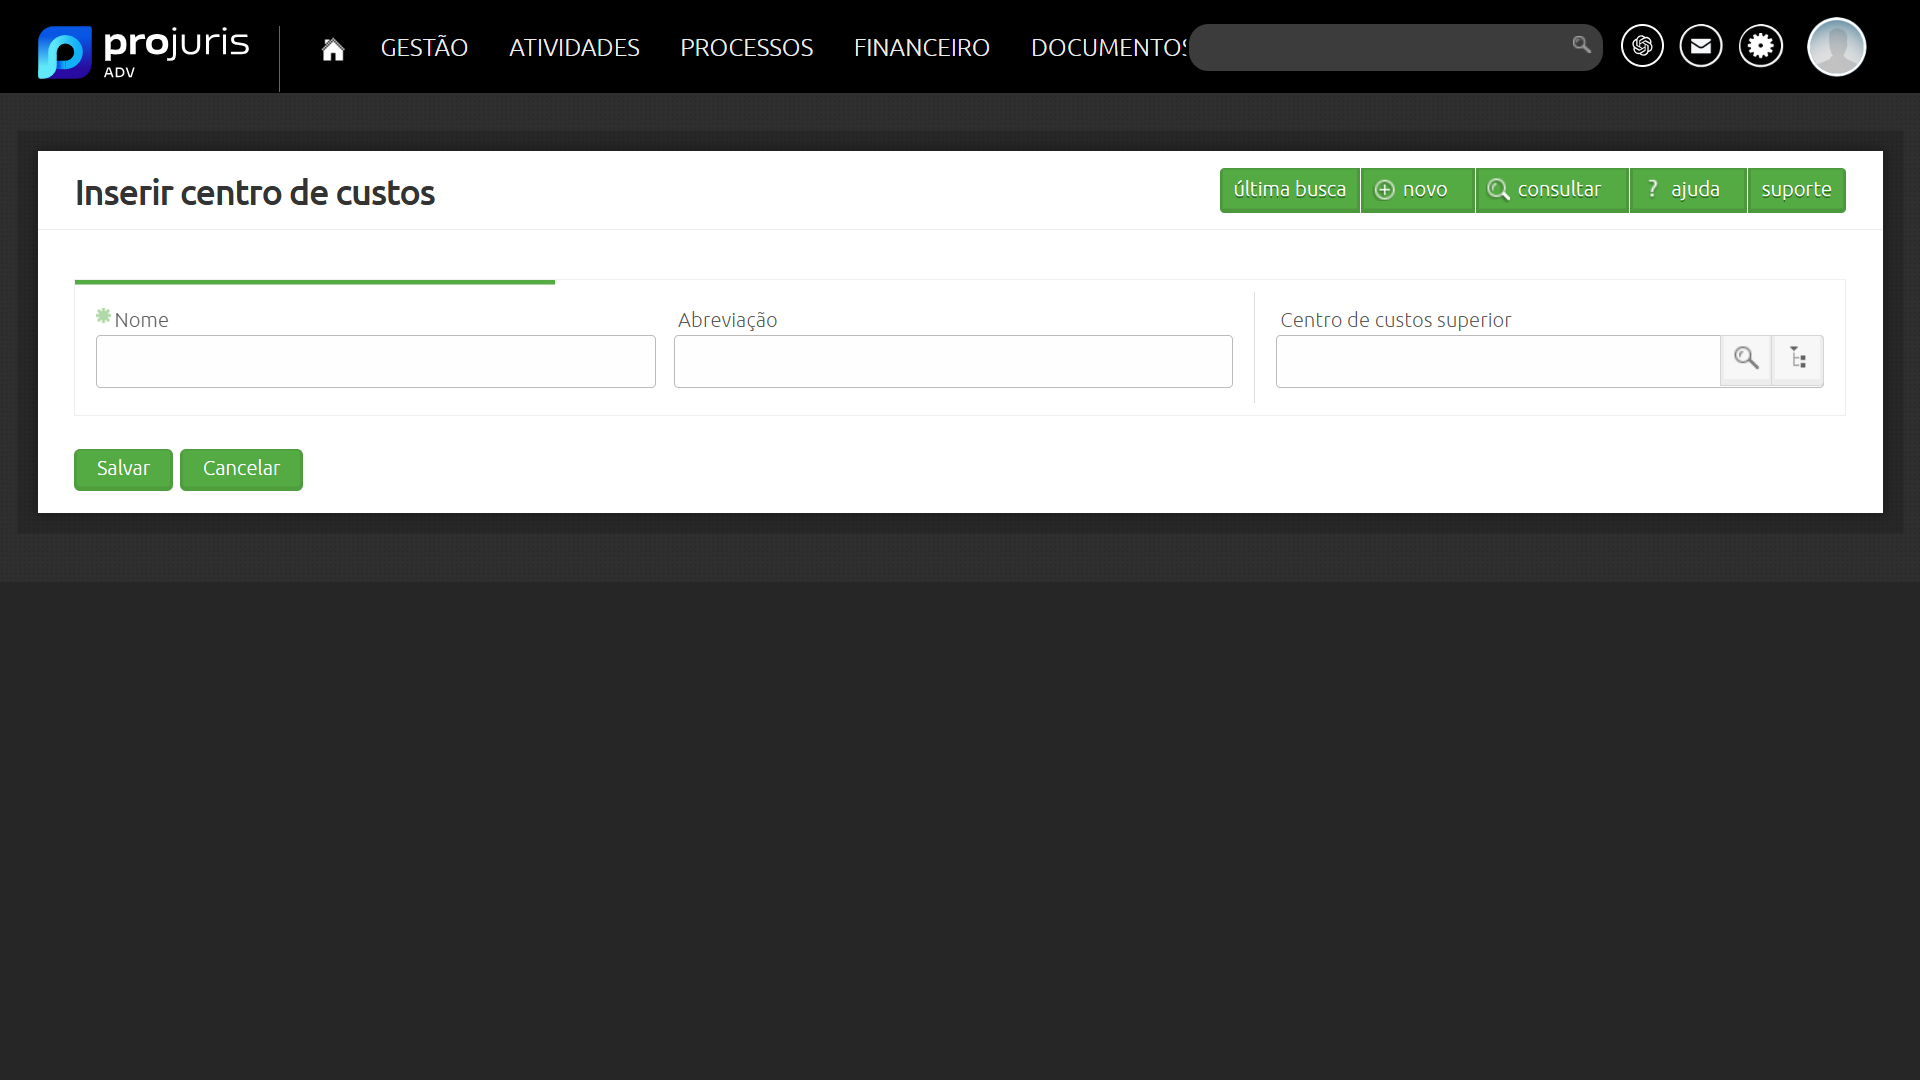 projuris
ADV
GESTÃO
ATIVIDADES
PROCESSOS
FINANCEIRO
DOCUMENTOS
Inserir centro de custos
última busca
novo
consultar
? ajuda
suporte
Nome
Abreviação
Centro de custos superior
Salvar
Cancelar